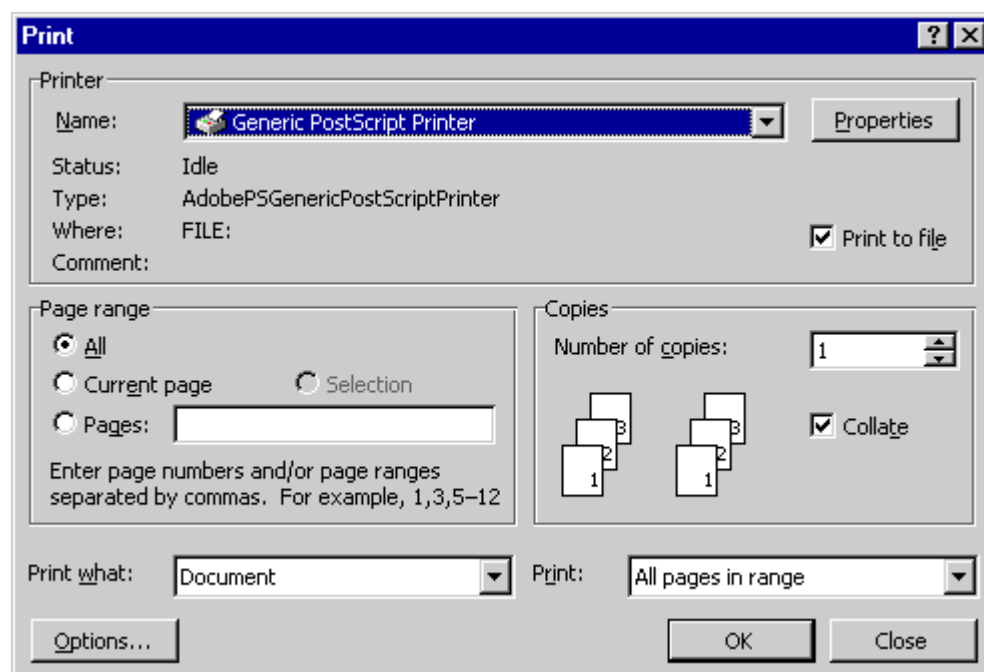 Print
Printer
Name: Generic PostScript Printer Properties
Status: Idle
Type: AdobePSGenericPostScriptPrinter
Where: FILE: Print to file
Comment:
Page range
All
Current page Selection
Pages:
Enter page numbers and/or page ranges
separated by commas. For example, 1,3,5–12
Copies
Number of copies: 1
3 3
2 2
1 1
Collate
Print what: Document Print: All pages in range
Options... OK Close